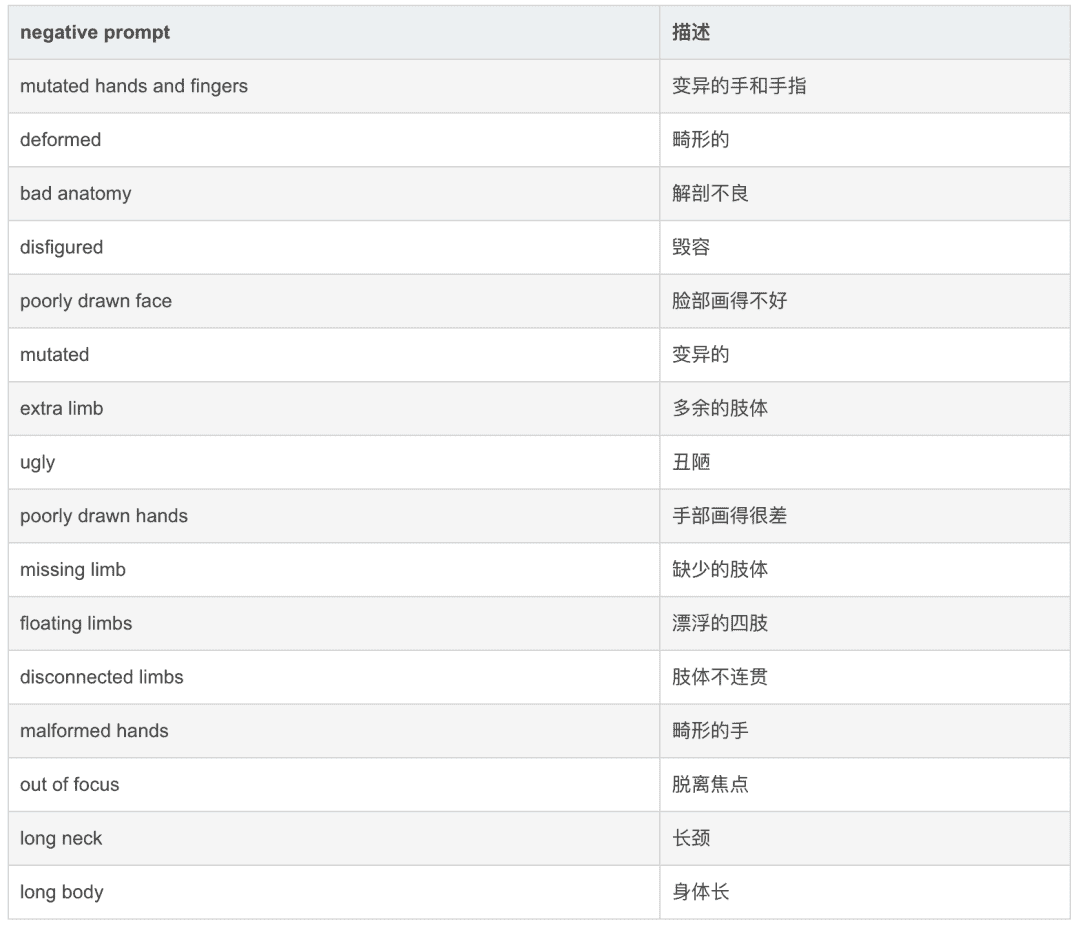 negative prompt 描述
mutated hands and fingers 变异的手和手指
deformed 畸形的
bad anatomy 解剖不良
disfigured 毁容
poorly drawn face 脸部画得不好
mutated 变异的
extra limb 多余的肢体
ugly 丑陋
poorly drawn hands 手部画得很差
missing limb 缺少的肢体
floating limbs 漂浮的四肢
disconnected limbs 肢体不连贯
malformed hands 畸形的手
out of focus 脱离焦点
long neck 长颈
long body 身体长